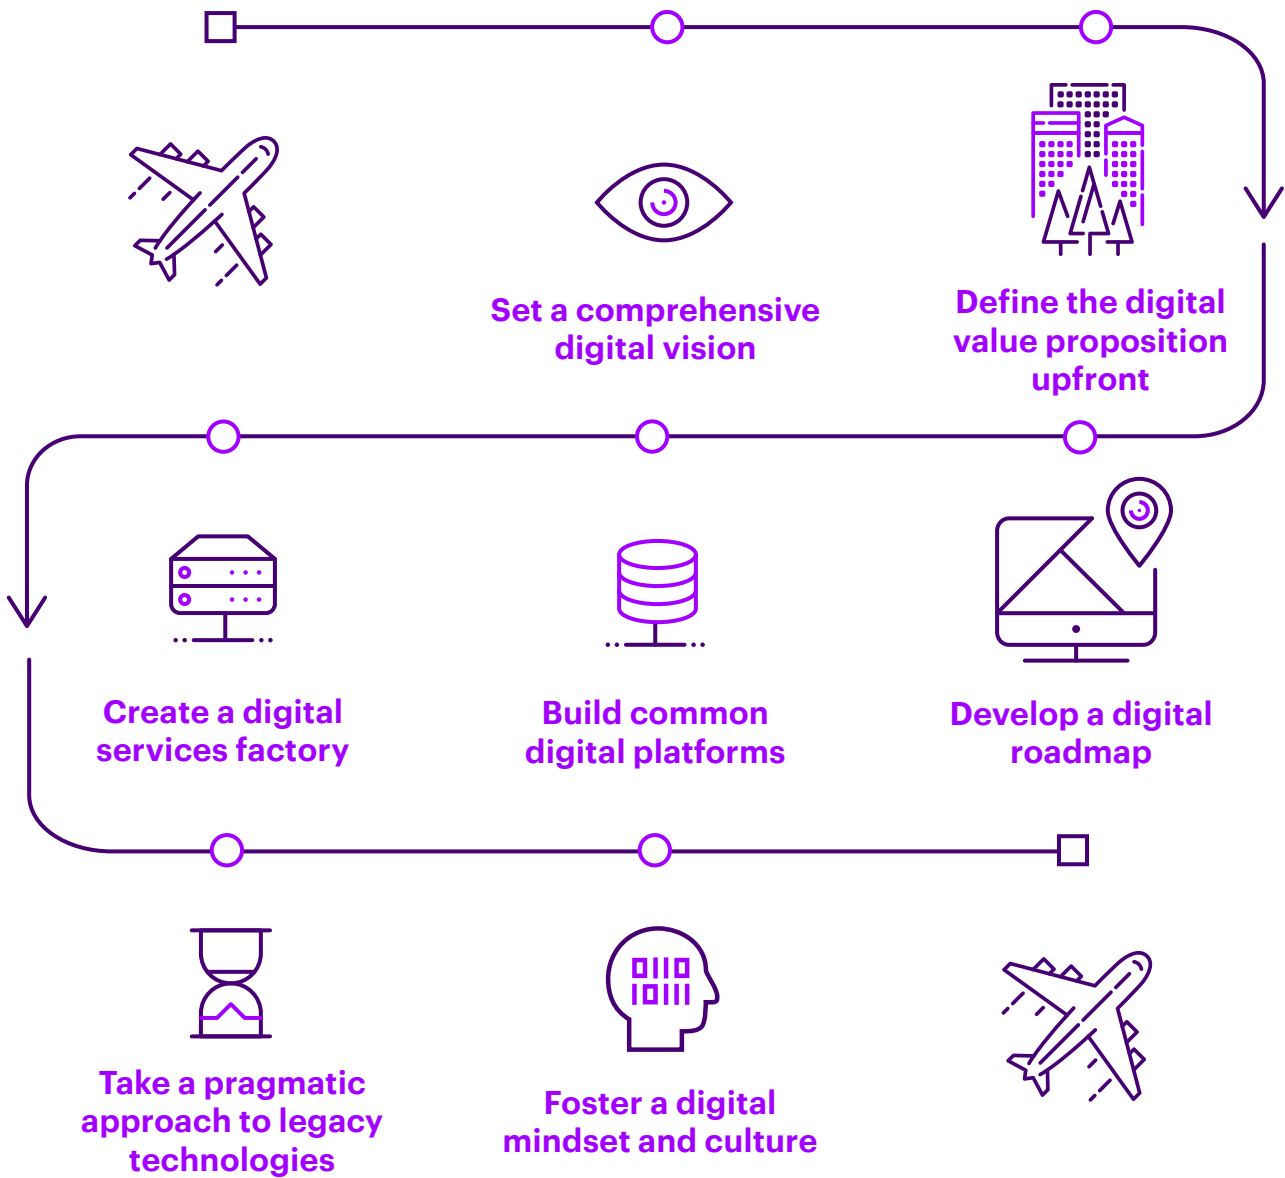 Set a comprehensive
digital vision
Define the digital
value proposition
upfront
Create a digital
services factory
Build common
digital platforms
Develop a digital
roadmap
Take a pragmatic
approach to legacy
technologies
Foster a digital
mindset and culture